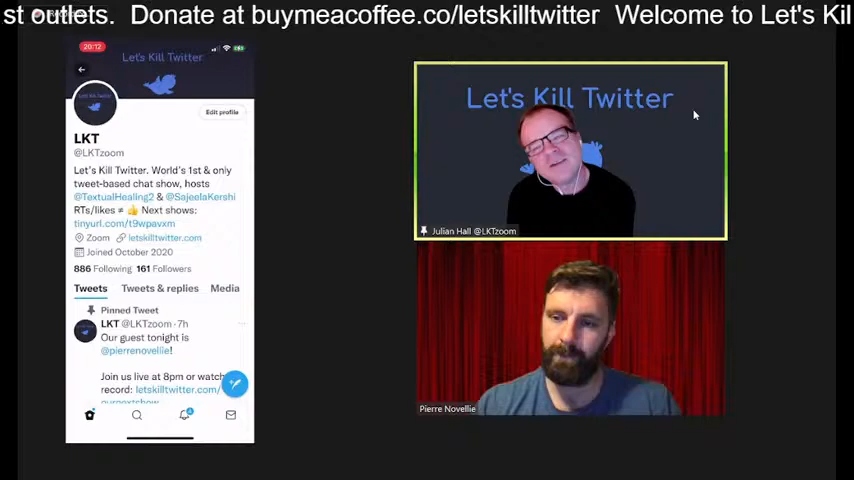 st outlets.  Donate at buymeacoffee.co/letskilltwitter  Welcome to Let's Kil
20:12
Let's Kill Twitter
Edit profile
LKT
@LKTzoom
Let's Kill Twitter. World's 1st & only
tweet-based chat show, hosts
@TextualHealing2 & @SajeelaKershi
RTs/likes ≠ 👍 Next shows:
tinyurl.com/t9wpavxm
Zoom letskilltwitter.com
Joined October 2020
886 Following 161 Followers
Tweets Tweets & replies Media
Pinned Tweet
LKT @LKTzoom · 7h
Our guest tonight is
@pierrenovellie!
Join us live at 8pm or watch
record: letskilltwitter.com/
ournextshow
Let's Kill Twitter
Julian Hall @LKTzoom
Pierre Novellie